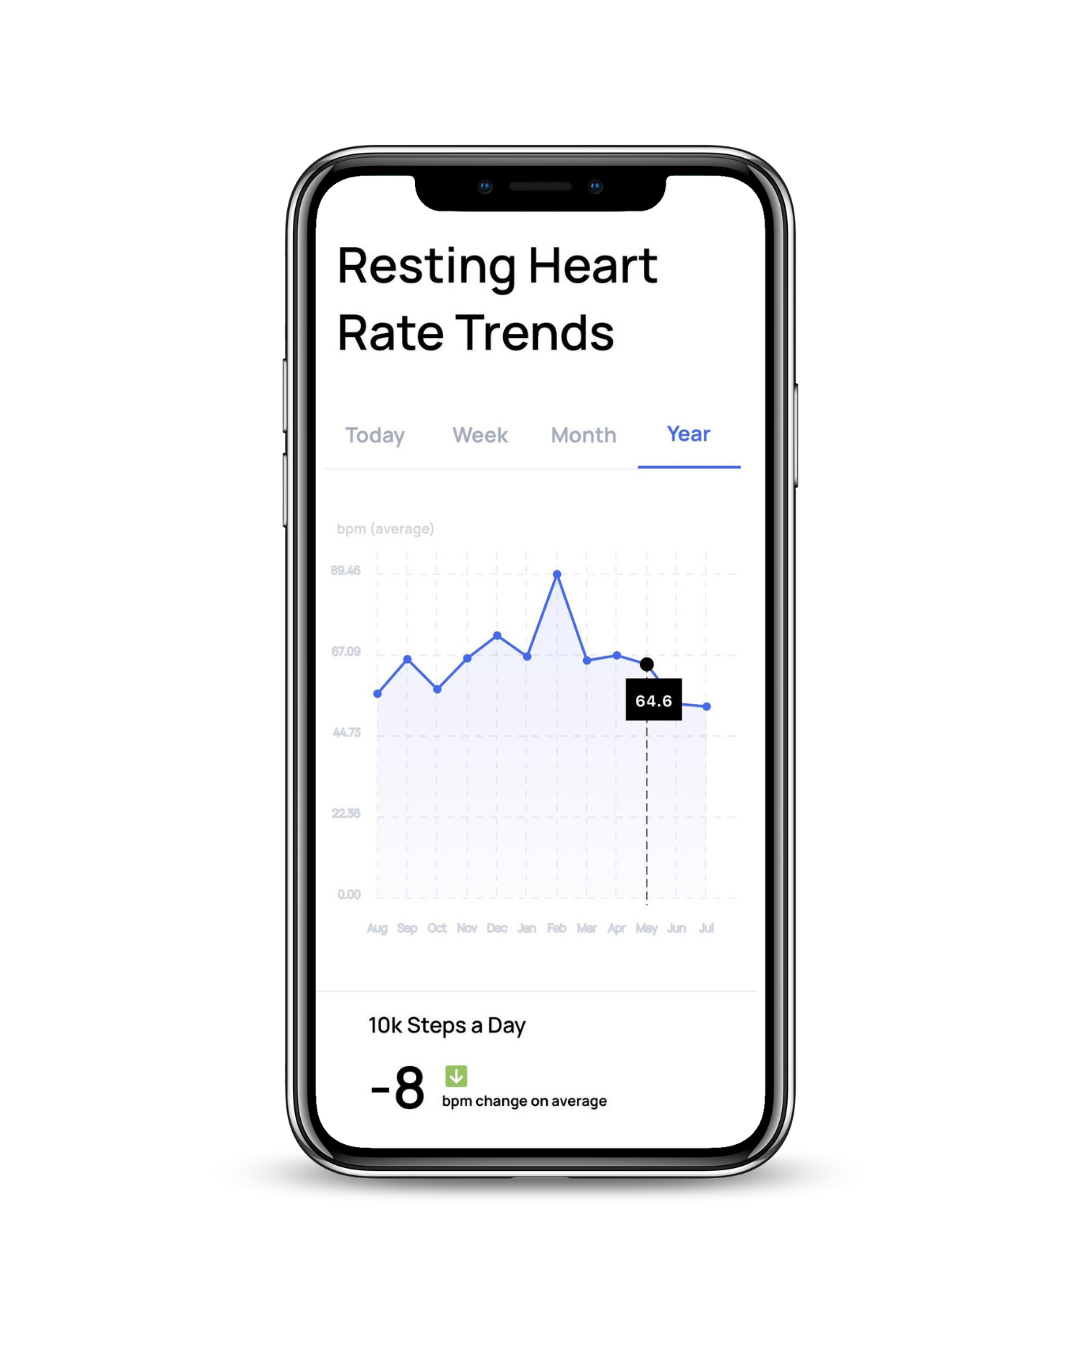 Resting Heart
Rate Trends
Today Week Month Year
bpm (average)
89.46
67.09
64.6
44.73
22.36
0.00
Aug Sep Oct Nov Dec Jan Feb Mar Apr May Jun Jul
10k Steps a Day
-8
bpm change on average